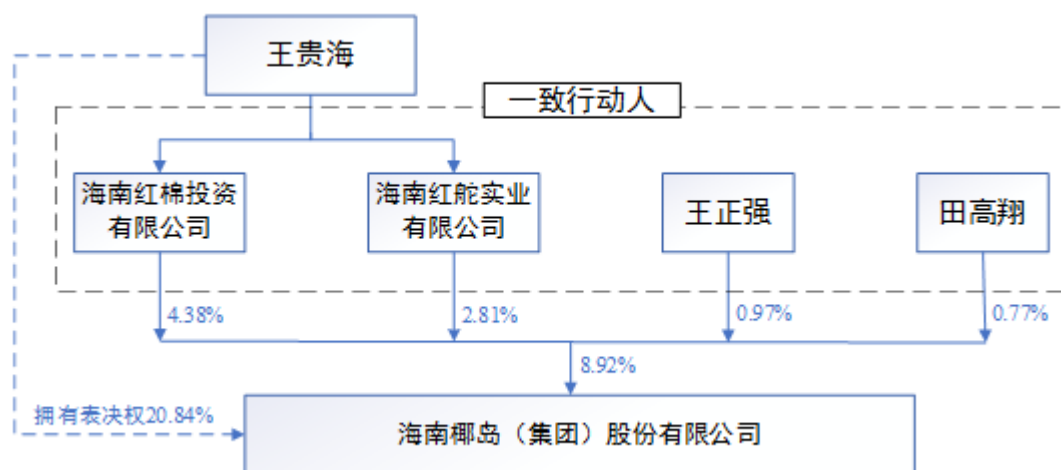 王贵海
一致行动人
海南红棉投资
有限公司
海南红舵实业
有限公司
王正强
田高翔
4.38%
2.81%
0.97%
0.77%
8.92%
拥有表决权20.84%
海南椰岛（集团）股份有限公司